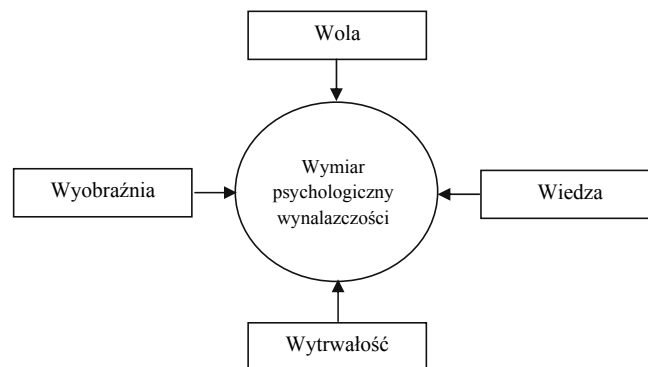 Wola
Wyobraźnia
Wymiar
psychologiczny
wynalazczości
Wiedza
Wytrwałość